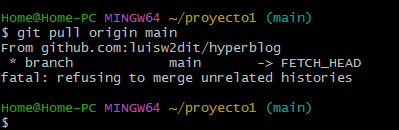 Home@Home-PC MINGW64 ~/proyecto1 (main)
$ git pull origin main
From github.com:luisw2dit/hyperblog
 * branch            main       -> FETCH_HEAD
fatal: refusing to merge unrelated histories
Home@Home-PC MINGW64 ~/proyecto1 (main)
$